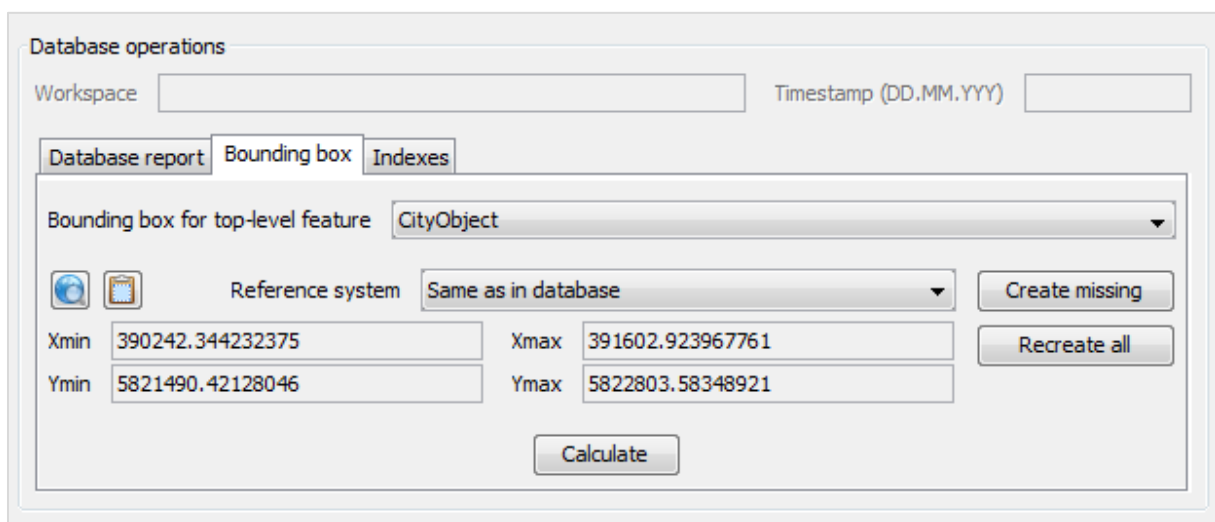 Database operations
Workspace Timestamp (DD.MM.YYY)
Database report Bounding box Indexes
Bounding box for top-level feature CityObject
Reference system Same as in database Create missing
Xmin 390242.344232375 Xmax 391602.923967761 Recreate all
Ymin 5821490.42128046 Ymax 5822803.58348921
Calculate